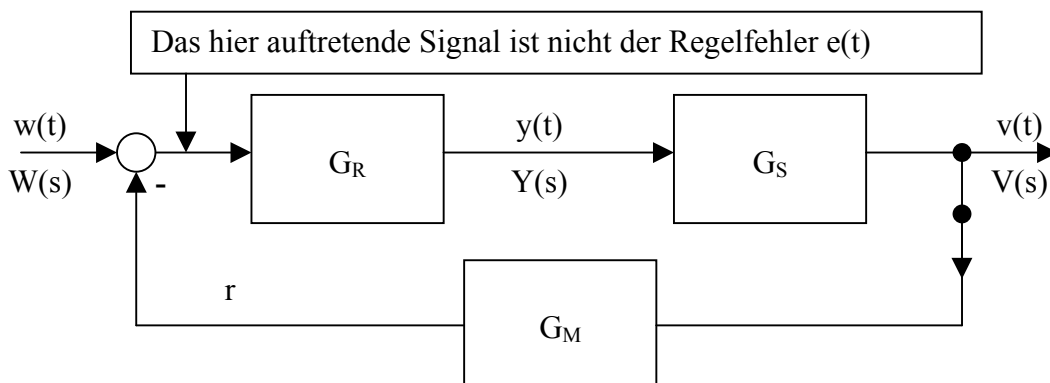 Das hier auftretende Signal ist nicht der Regelfehler e(t)
w(t)
y(t)
v(t)
G_R
G_S
W(s)
-
Y(s)
V(s)
r
G_M